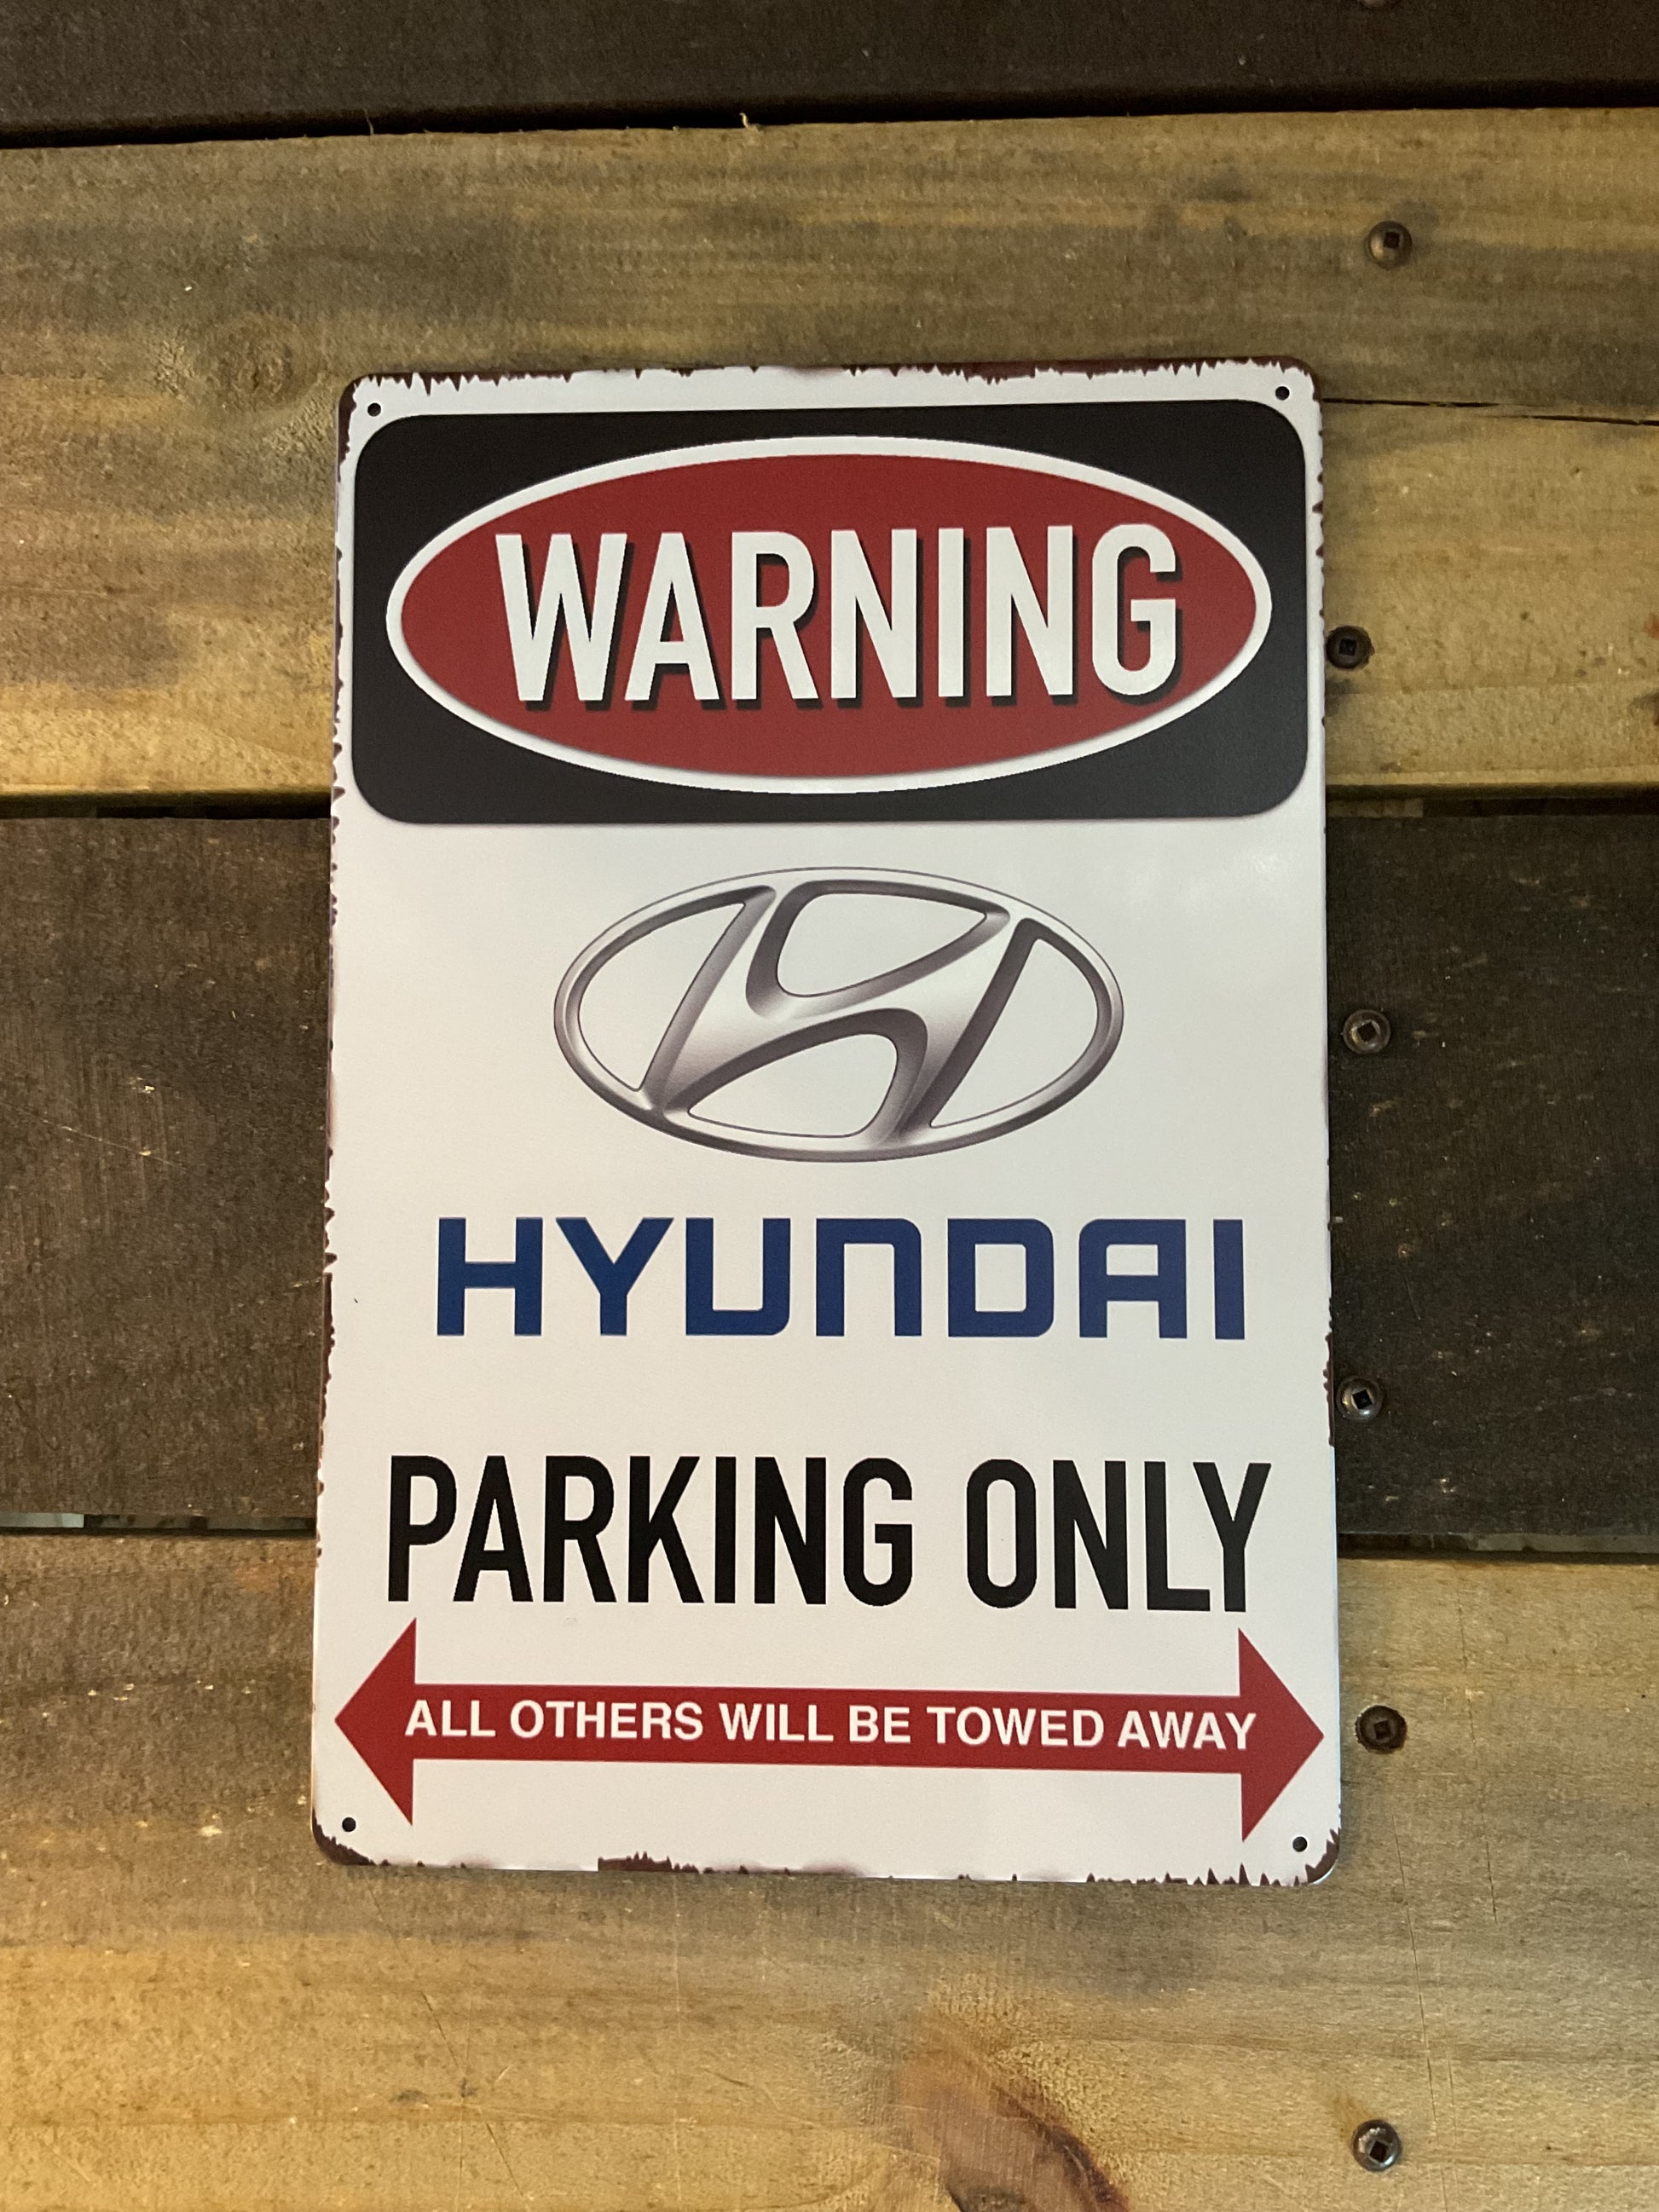 WARNING
HYUNDAI
PARKING ONLY
ALL OTHERS WILL BE TOWED AWAY